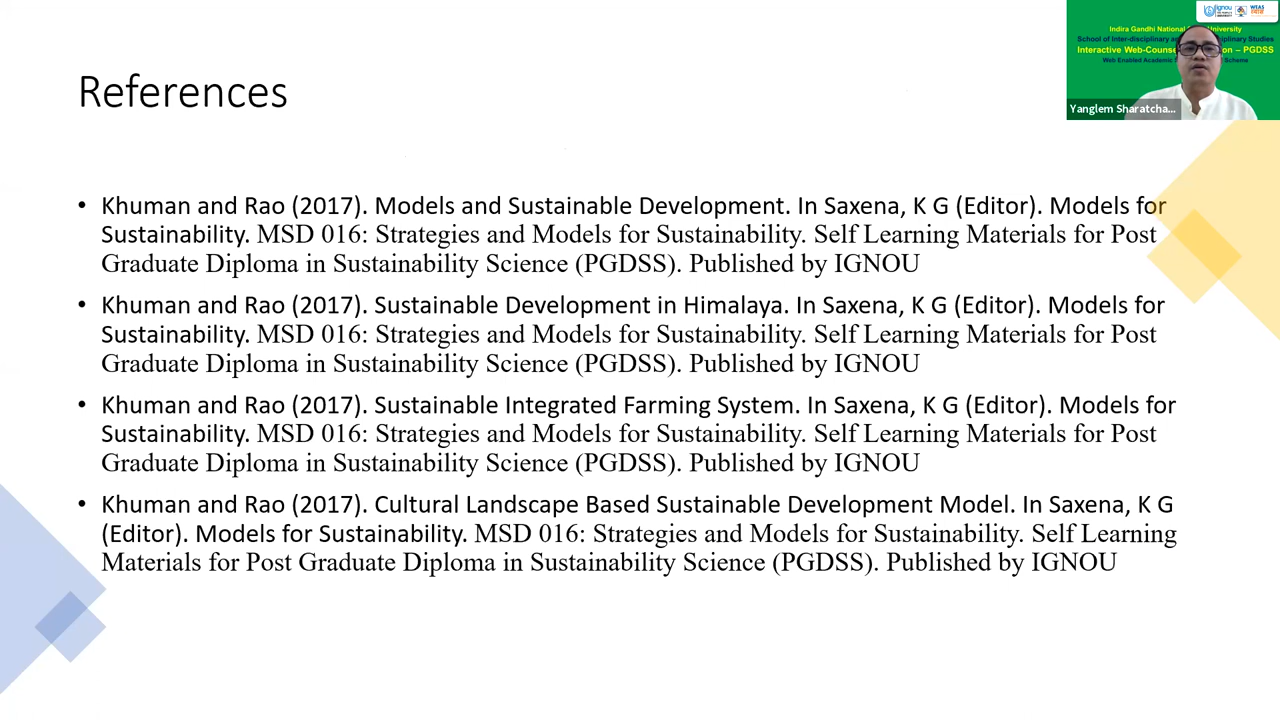 ignou
WEAS
Indira Gandhi National University
School of Inter-disciplinary a disciplinary Studies
Interactive Web-Counse on – PGDSS
Web Enabled Academic S Scheme
Yanglem Sharatcha...
References
• Khuman and Rao (2017). Models and Sustainable Development. In Saxena, K G (Editor). Models for
Sustainability. MSD 016: Strategies and Models for Sustainability. Self Learning Materials for Post
Graduate Diploma in Sustainability Science (PGDSS). Published by IGNOU
• Khuman and Rao (2017). Sustainable Development in Himalaya. In Saxena, K G (Editor). Models for
Sustainability. MSD 016: Strategies and Models for Sustainability. Self Learning Materials for Post
Graduate Diploma in Sustainability Science (PGDSS). Published by IGNOU
• Khuman and Rao (2017). Sustainable Integrated Farming System. In Saxena, K G (Editor). Models for
Sustainability. MSD 016: Strategies and Models for Sustainability. Self Learning Materials for Post
Graduate Diploma in Sustainability Science (PGDSS). Published by IGNOU
• Khuman and Rao (2017). Cultural Landscape Based Sustainable Development Model. In Saxena, K G
(Editor). Models for Sustainability. MSD 016: Strategies and Models for Sustainability. Self Learning
Materials for Post Graduate Diploma in Sustainability Science (PGDSS). Published by IGNOU